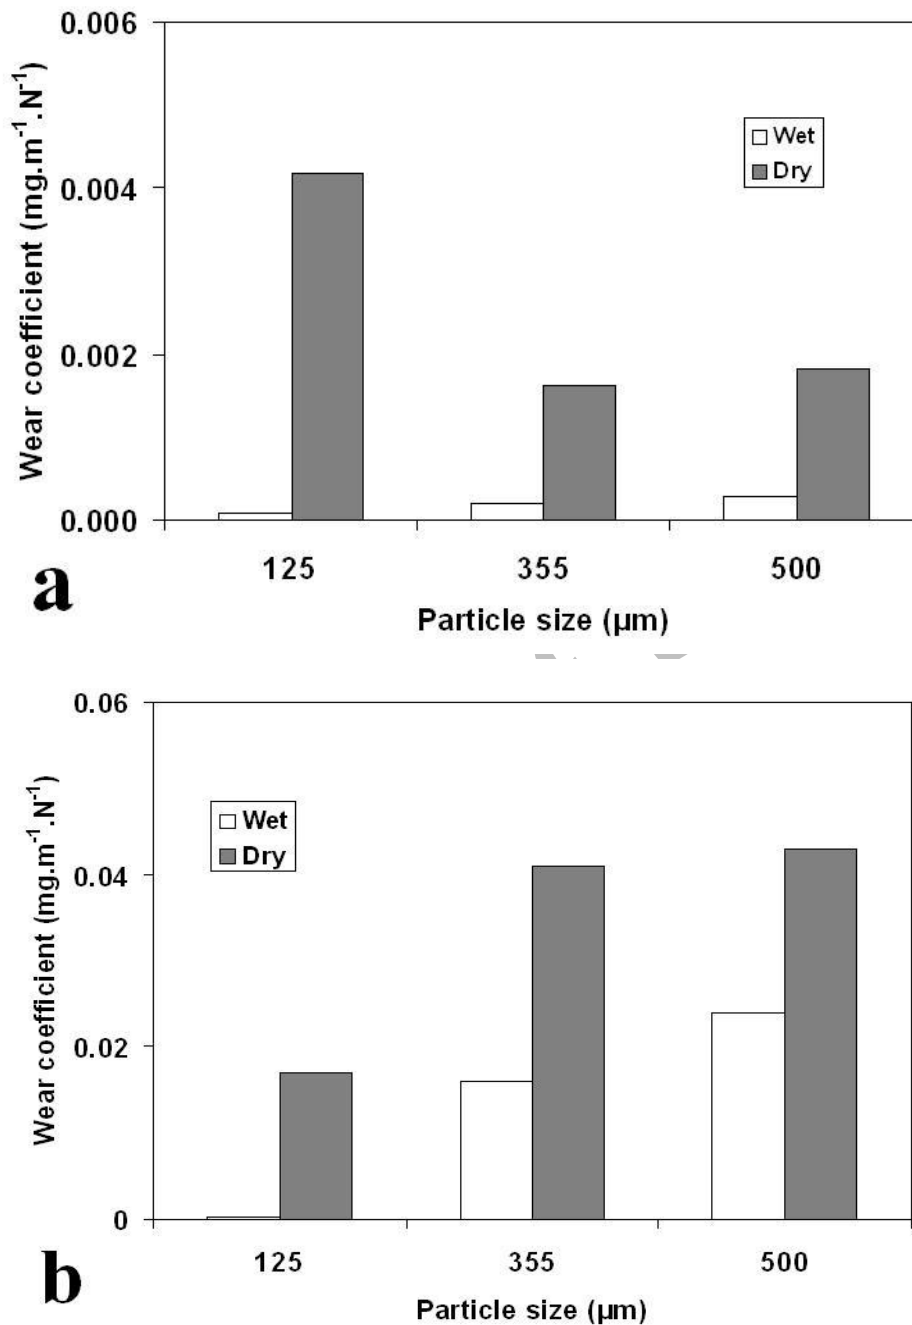 0.006
Wear coefficient (mg.m⁻¹.N⁻¹)
Wet
Dry
0.004
0.002
0.000
125 355 500
a
Particle size (µm)
0.06
Wear coefficient (mg.m⁻¹.N⁻¹)
Wet
Dry
0.04
0.02
0
125 355 500
b
Particle size (µm)